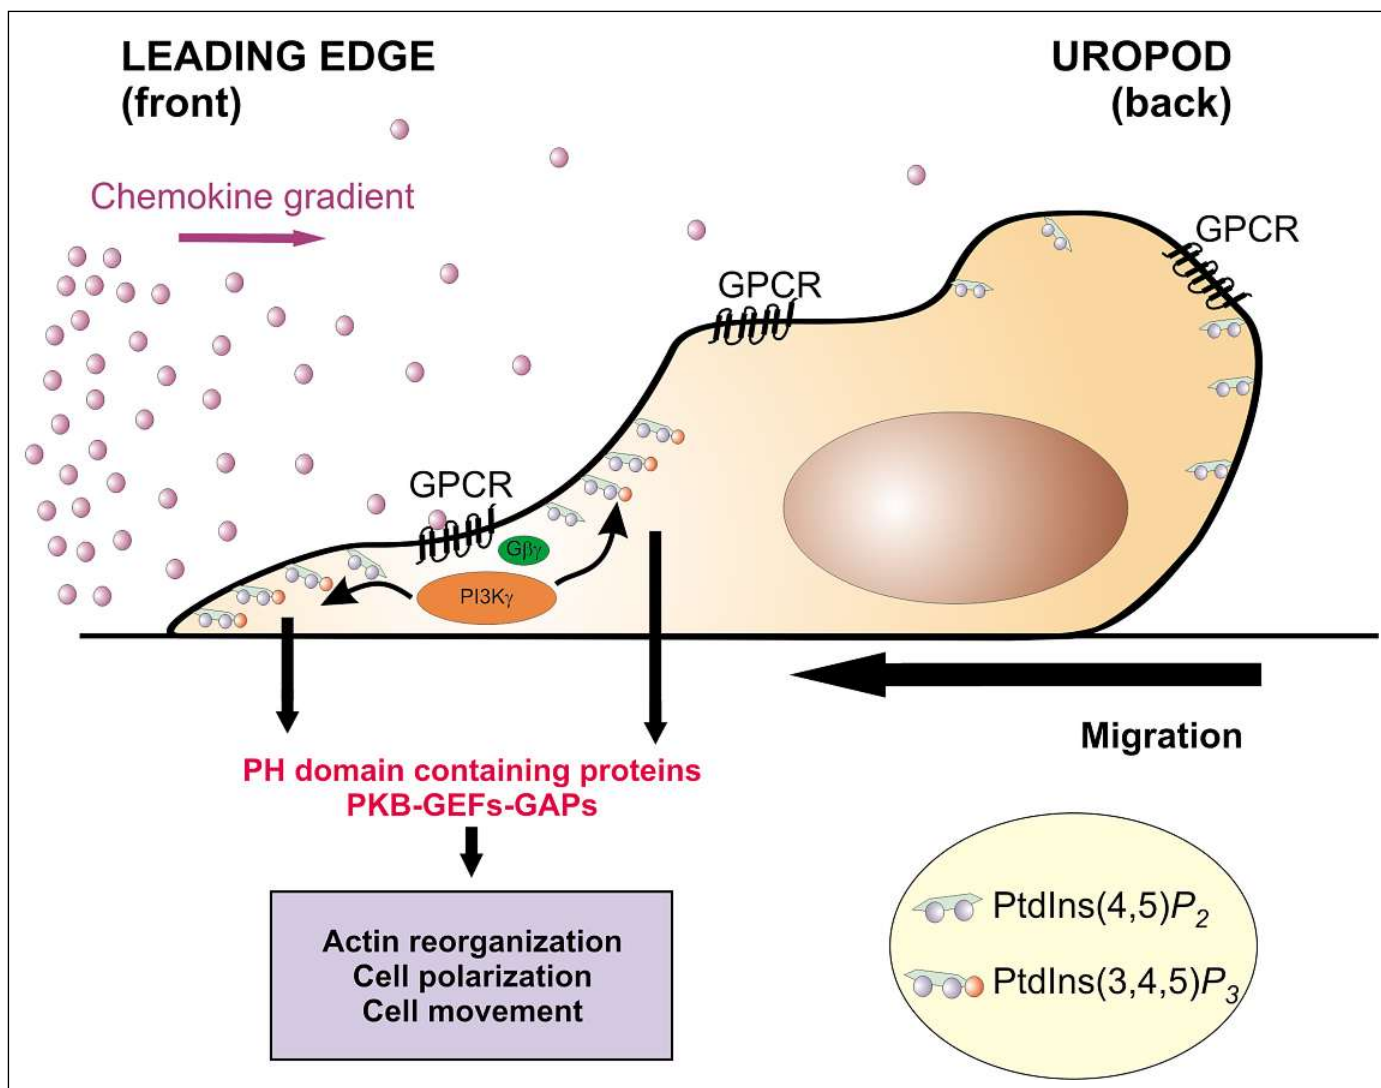 LEADING EDGE
(front)
UROPOD
(back)
Chemokine gradient
GPCR
GPCR
GPCR
Gβγ
PI3Kγ
Migration
PH domain containing proteins
PKB-GEFs-GAPs
Actin reorganization
Cell polarization
Cell movement
PtdIns(4,5)P₂
PtdIns(3,4,5)P₃